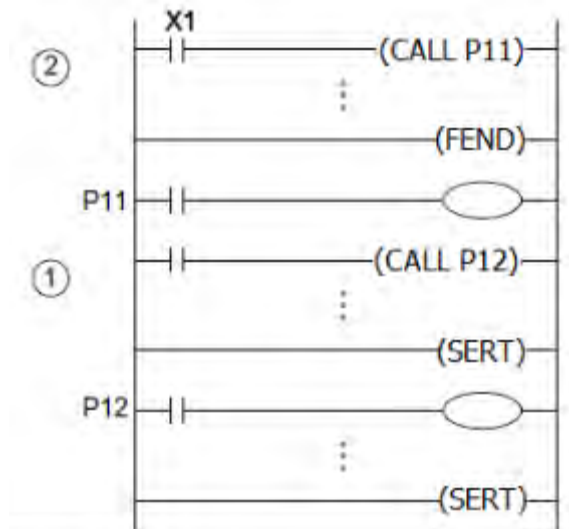 X1
② (CALL P11)
(FEND)
P11
① (CALL P12)
(SERT)
P12
(SERT)